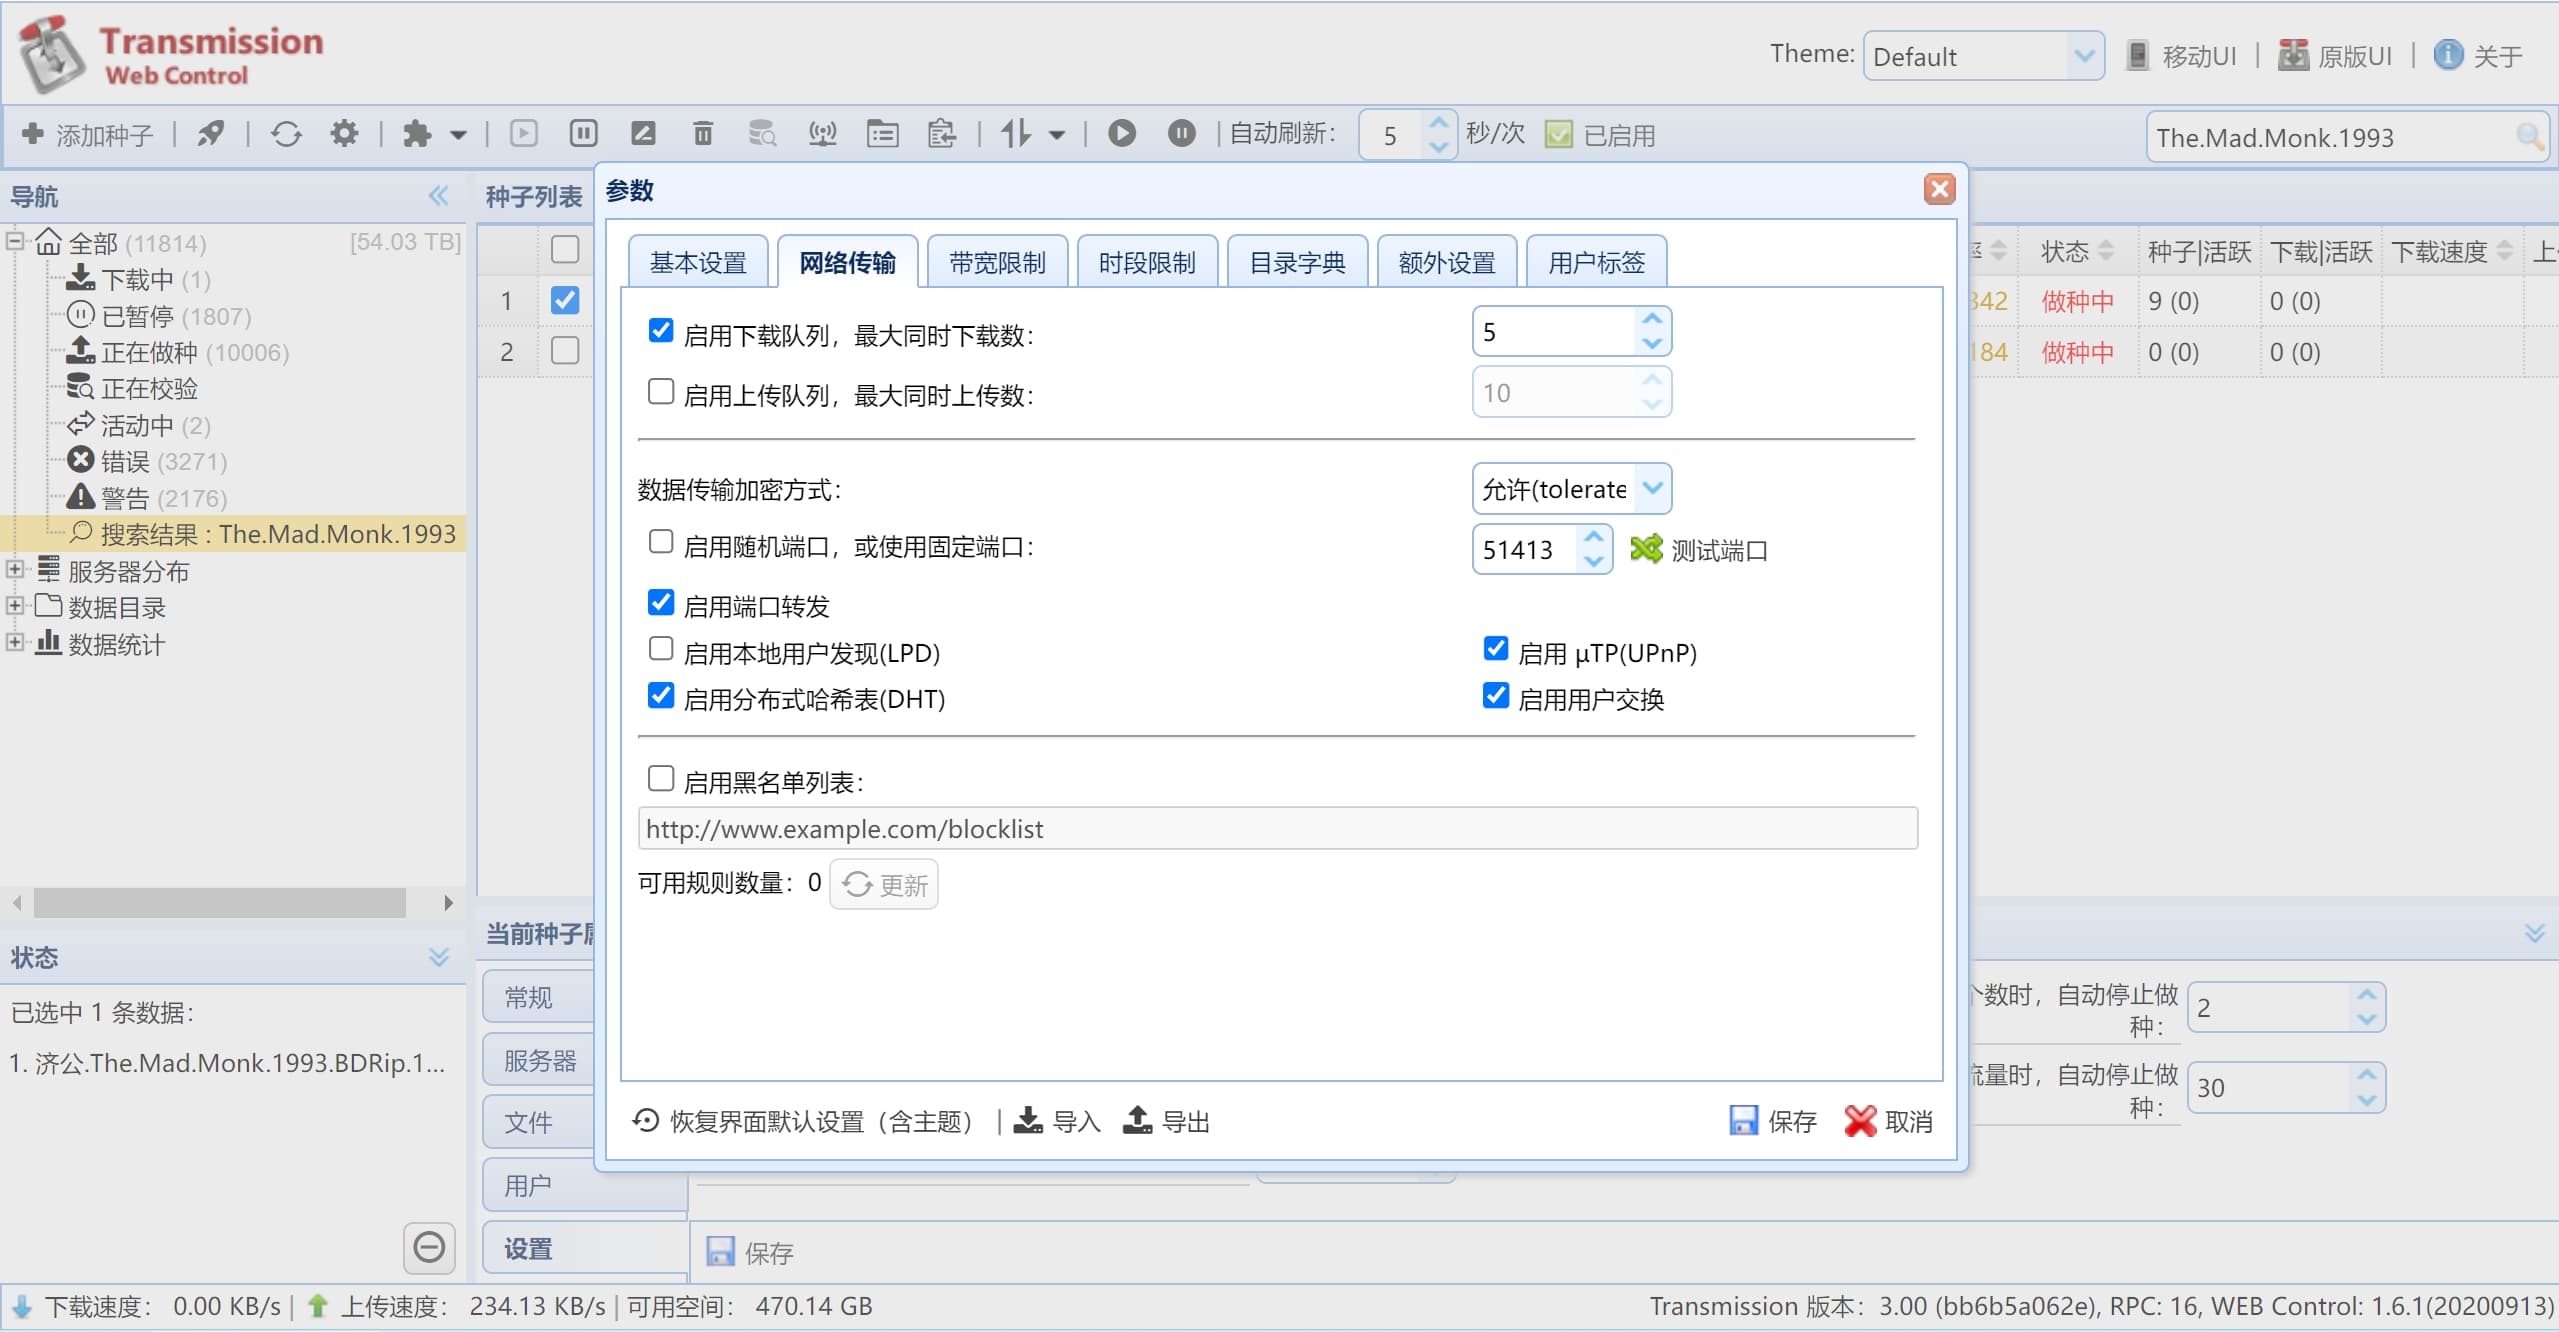 Transmission
Web Control
Theme: Default 移动UI | 原版UI | 关于
添加种子 | 自动刷新: 5 秒/次 已启用 The.Mad.Monk.1993
导航
全部 (11814) [54.03 TB]
下载中 (1)
已暂停 (1807)
正在做种 (10006)
正在校验
活动中 (2)
错误 (3271)
警告 (2176)
搜索结果 : The.Mad.Monk.1993
服务器分布
数据目录
数据统计
状态
已选中 1 条数据:
1. 济公.The.Mad.Monk.1993.BDRip.1...
种子列表
状态 种子|活跃 下载|活跃 下载速度
1 342 做种中 9 (0) 0 (0)
2 184 做种中 0 (0) 0 (0)
参数
基本设置 网络传输 带宽限制 时段限制 目录字典 额外设置 用户标签
启用下载队列，最大同时下载数: 5
启用上传队列，最大同时上传数: 10
数据传输加密方式: 允许(tolerate
启用随机端口，或使用固定端口: 51413 测试端口
启用端口转发
启用本地用户发现(LPD) 启用 μTP(UPnP)
启用分布式哈希表(DHT) 启用用户交换
启用黑名单列表:
http://www.example.com/blocklist
可用规则数量: 0 更新
恢复界面默认设置（含主题） | 导入 导出 保存 取消
当前种子
常规
服务器
文件
用户
设置
个数时，自动停止做
种: 2
流量时，自动停止做
种: 30
保存
下载速度: 0.00 KB/s | 上传速度: 234.13 KB/s | 可用空间: 470.14 GB
Transmission 版本: 3.00 (bb6b5a062e), RPC: 16, WEB Control: 1.6.1(20200913)